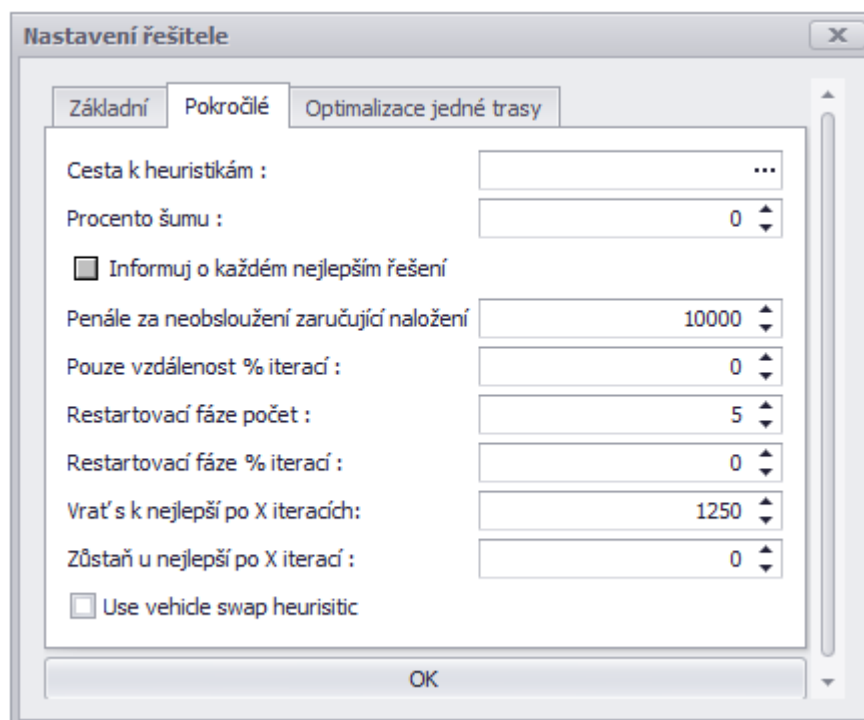 Nastavení řešitele
Základní Pokročilé Optimalizace jedné trasy
Cesta k heuristikám : ...
Procento šumu : 0
Informuj o každém nejlepším řešení
Penále za neobsloužení zaručující naložení 10000
Pouze vzdálenost % iterací : 0
Restartovací fáze počet : 5
Restartovací fáze % iterací : 0
Vrať s k nejlepší po X iteracích: 1250
Zůstaň u nejlepší po X iterací : 0
Use vehicle swap heurisitic
OK